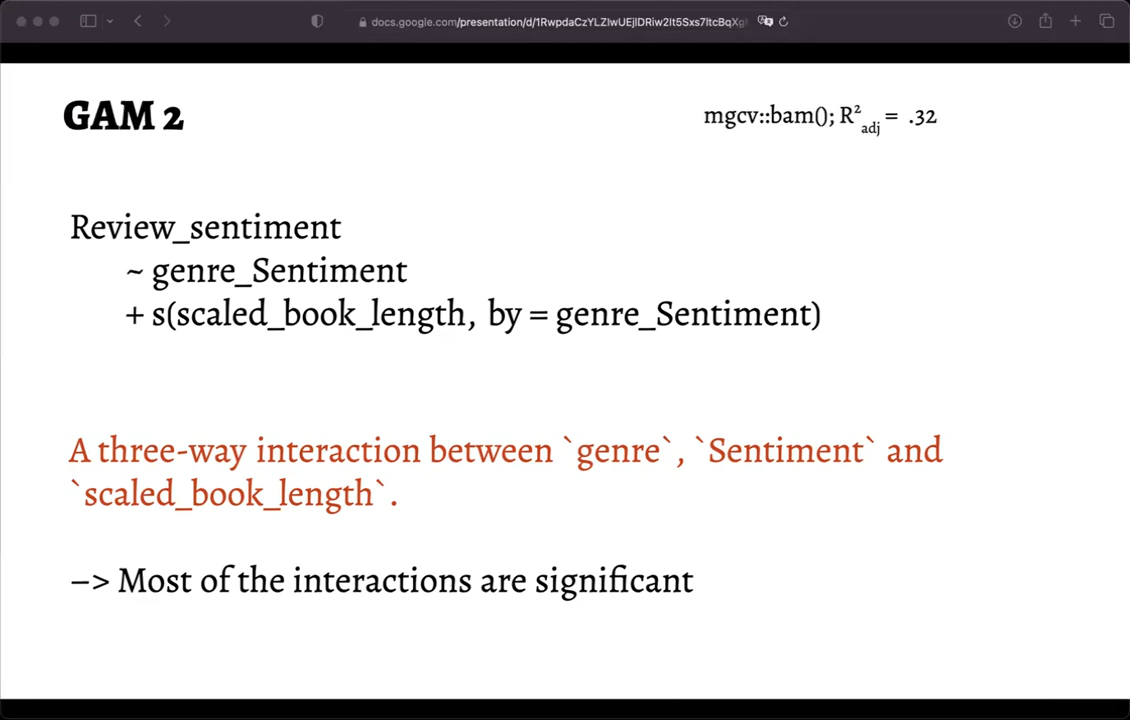 docs.google.com/presentation/d/1RwpdaCzYLZlwUEjlDRiw2lt5Sxs7ltcBqXg
GAM 2
mgcv::bam(); R²adj = .32
Review_sentiment
~ genre_Sentiment
+ s(scaled_book_length, by = genre_Sentiment)
A three-way interaction between `genre`, `Sentiment` and
`scaled_book_length`.
–> Most of the interactions are significant